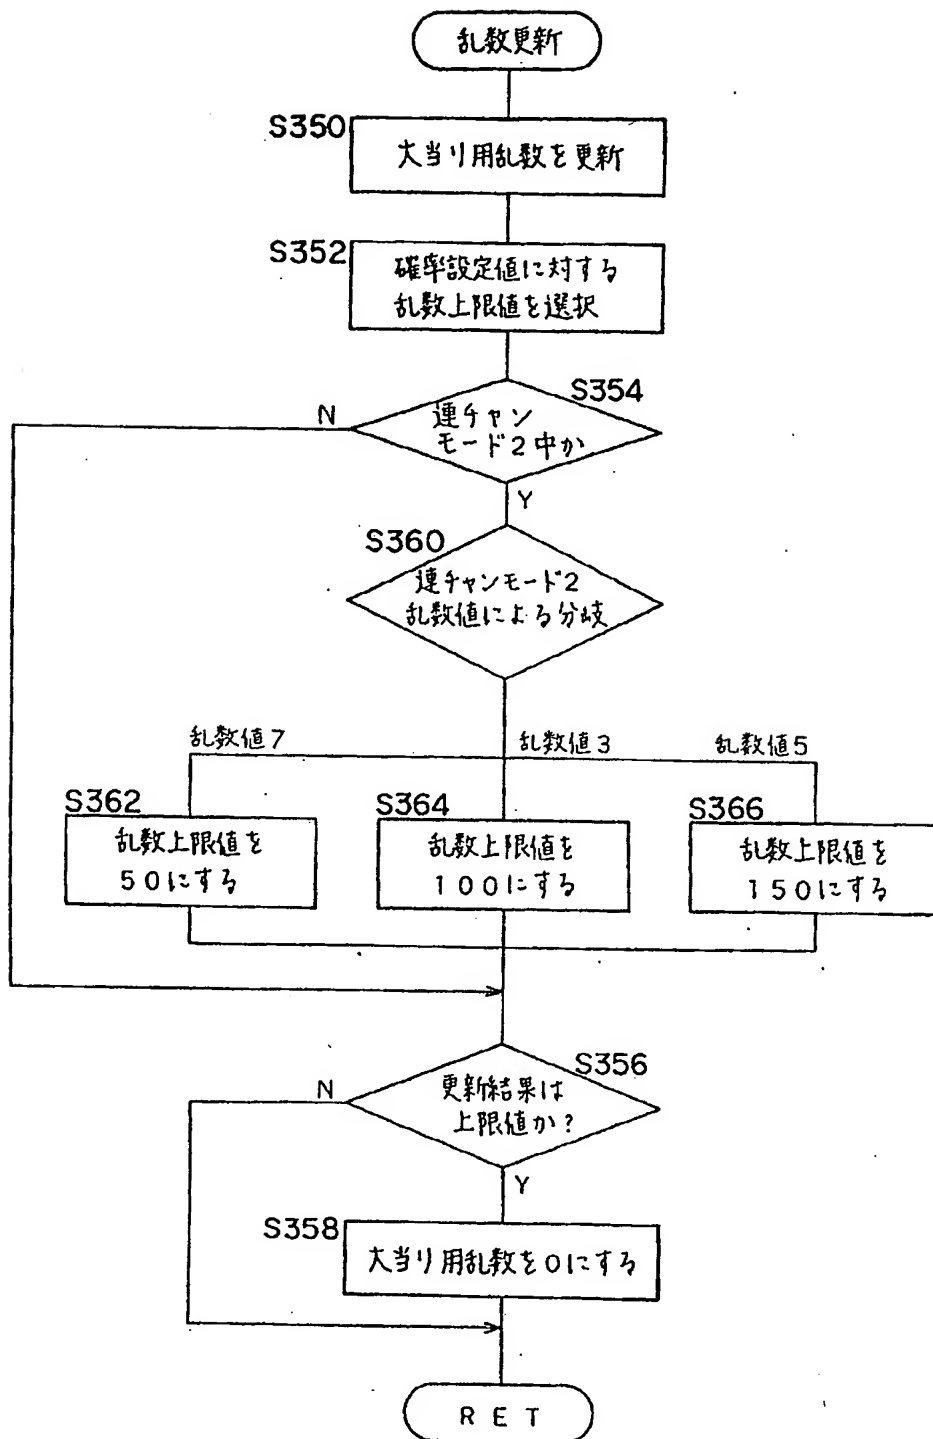 乱数更新
S350
大当り用乱数を更新
S352
確率設定値に対する
乱数上限値を選択
S354
連チャン
モード2中か
N
Y
S360
連チャンモード2
乱数値による分岐
乱数値7
乱数値3
乱数値5
S362
乱数上限値を
50にする
S364
乱数上限値を
100にする
S366
乱数上限値を
150にする
S356
更新結果は
上限値か?
N
Y
S358
大当り用乱数を0にする
RET